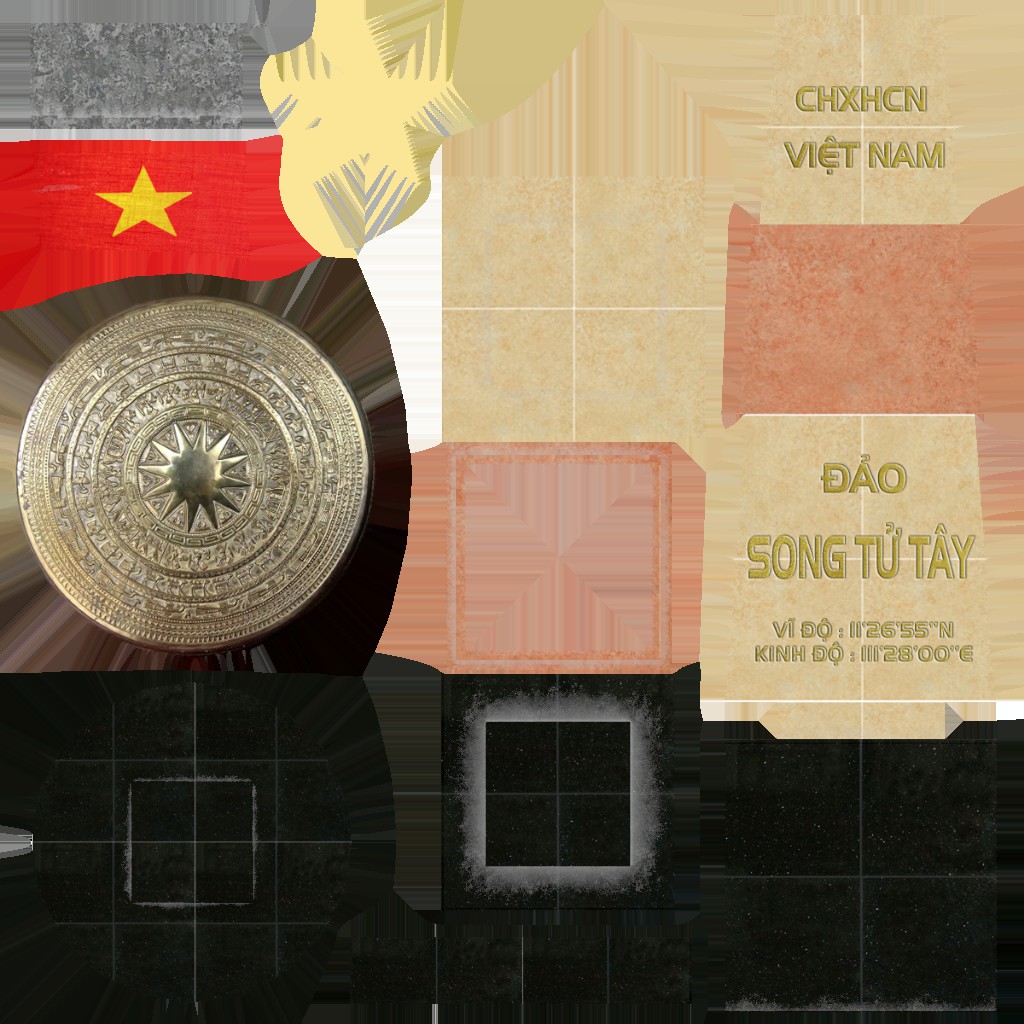 CHXHCN
VIỆT NAM
ĐẢO
SONG TỬ TÂY
VĨ ĐỘ : 11°26'55"N
KINH ĐỘ : 111°28'00"E